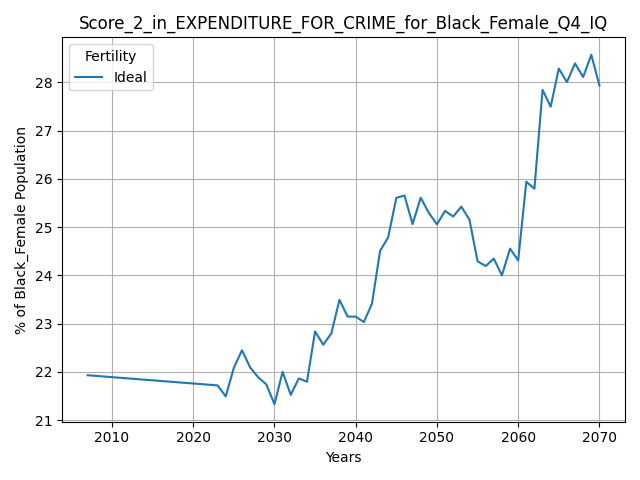 Score_2_in_EXPENDITURE_FOR_CRIME_for_Black_Female_Q4_IQ
Fertility
Ideal
% of Black_Female Population
28
27
26
25
24
23
22
21
2010 2020 2030 2040 2050 2060 2070
Years